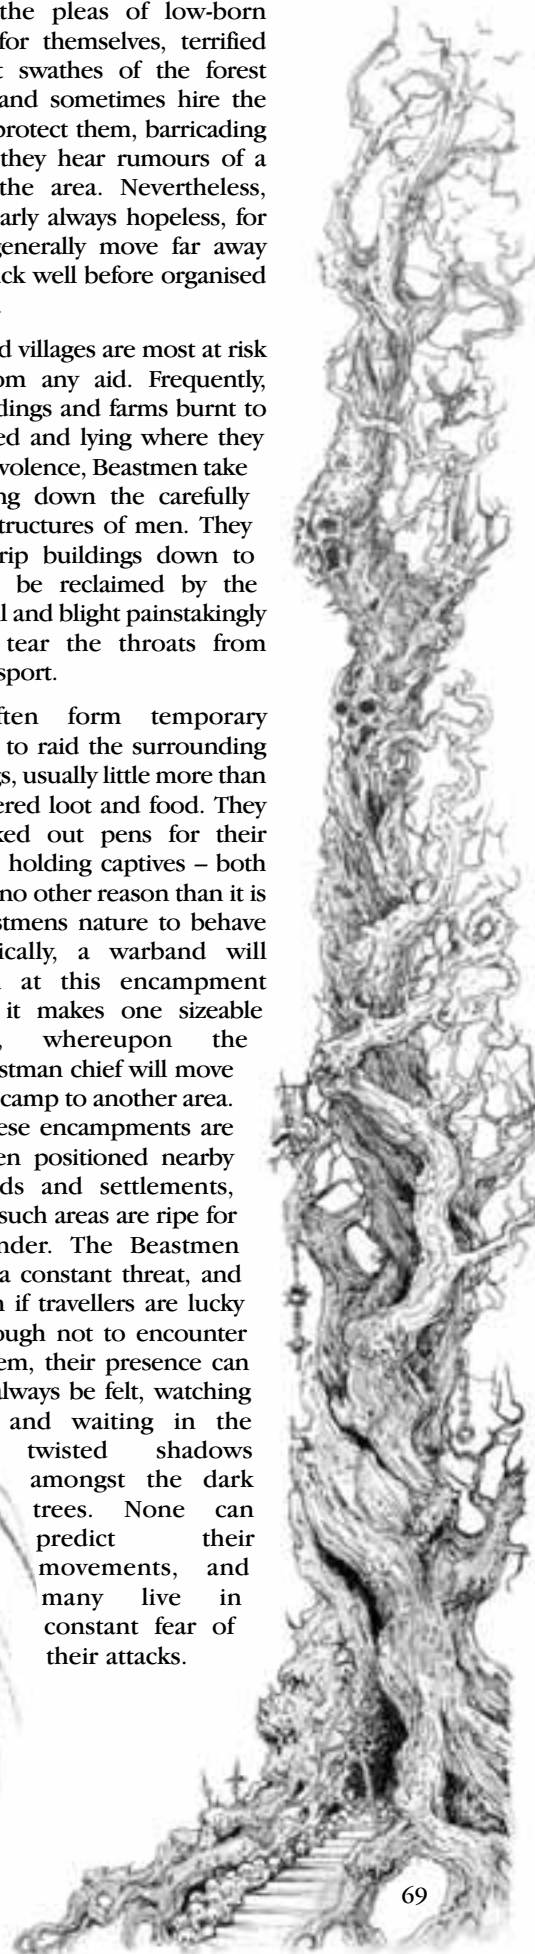 the pleas of low-born
for themselves, terrified
t swathes of the forest
and sometimes hire the
protect them, barricading
they hear rumours of a
the area. Nevertheless,
arly always hopeless, for
generally move far away
ck well before organised
.
d villages are most at risk
om any aid. Frequently,
dings and farms burnt to
ed and lying where they
volence, Beastmen take
ng down the carefully
tructures of men. They
rip buildings down to
be reclaimed by the
l and blight painstakingly
tear the throats from
sport.
ften form temporary
to raid the surrounding
gs, usually little more than
ered loot and food. They
ked out pens for their
holding captives – both
no other reason than it is
stmens nature to behave
ically, a warband will
at this encampment
it makes one sizeable
, whereupon the
stman chief will move
camp to another area.
ese encampments are
en positioned nearby
ds and settlements,
such areas are ripe for
nder. The Beastmen
a constant threat, and
n if travellers are lucky
ough not to encounter
em, their presence can
always be felt, watching
and waiting in the
twisted shadows
amongst the dark
trees. None can
predict their
movements, and
many live in
constant fear of
their attacks.
69